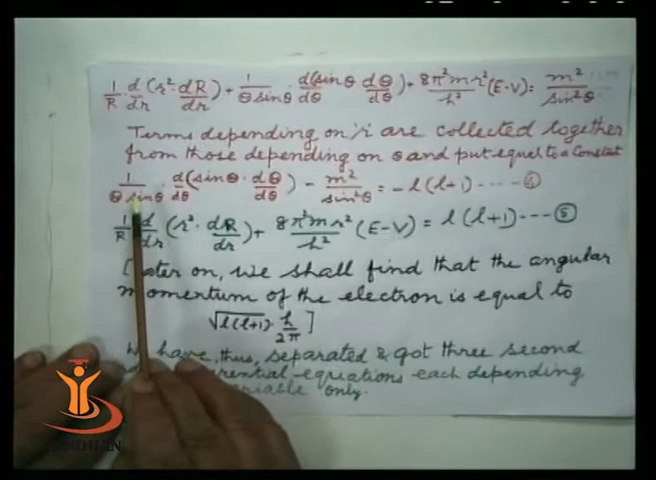 1/R · d/dr (r² · dR/dr) + 1/Θ sinθ · d(sinθ dΘ/dθ)/dθ + 8π²mr²/h² (E-V) = m²/sin²θ
Terms depending on 'r' are collected together
from those depending on θ and put equal to a Constant
1/Θ sinθ · d/dθ (sinθ · dΘ/dθ) - m²/sin²θ = - l (l+1) ---- ④
1/R d/dr (r² · dR/dr) + 8π²mr²/h² (E-V) = l (l+1) --- ⑤
[Later on, we shall find that the angular
momentum of the electron is equal to
√l(l+1) · h/2π ]
We have, thus, separated & got three second
equations each depending
variable only.